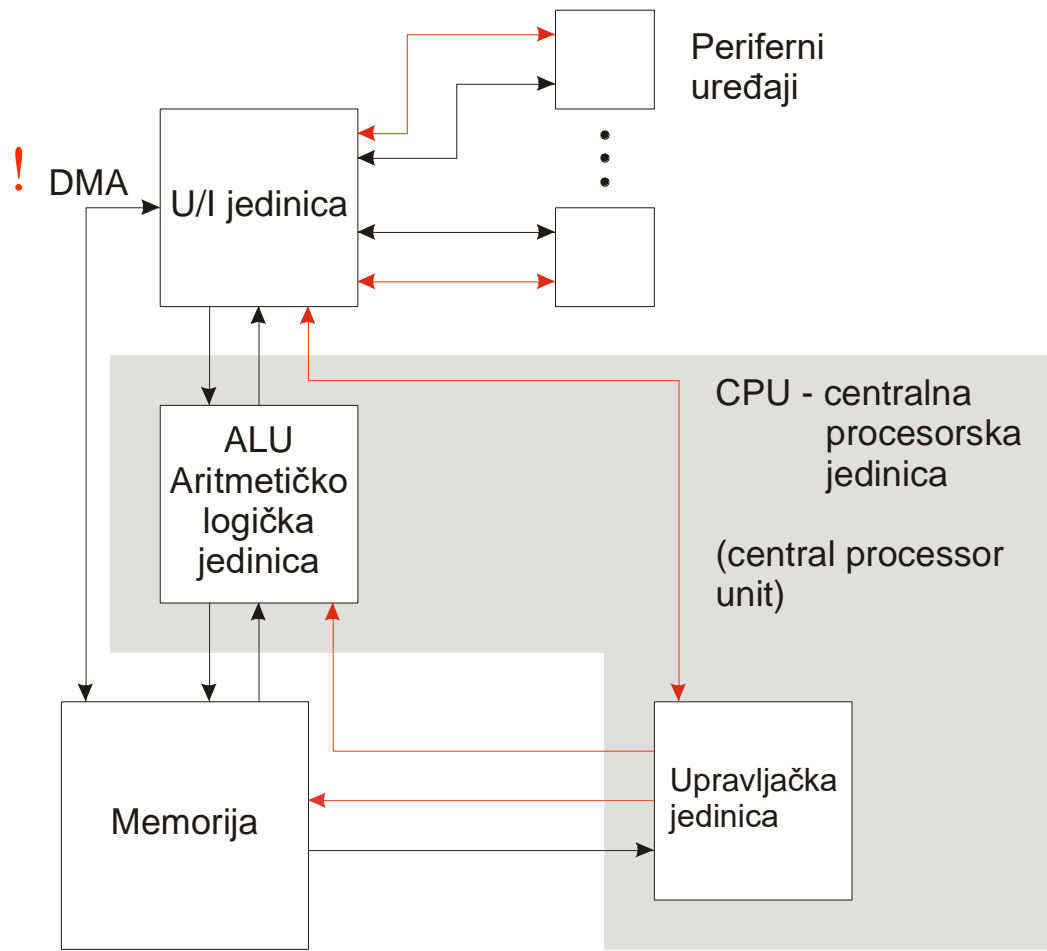 Periferni
uređaji
!
DMA
U/I jedinica
CPU - centralna
procesorska
jedinica
(central processor
unit)
ALU
Aritmetičko
logička
jedinica
Memorija
Upravljačka
jedinica